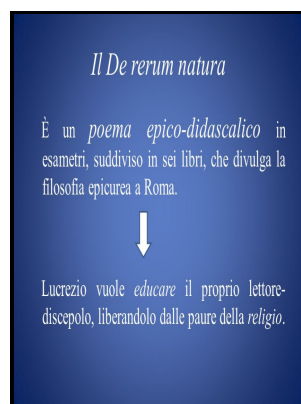 Il De rerum natura
È un poema epico-didascalico in
esametri, suddiviso in sei libri, che divulga la
filosofia epicurea a Roma.
Lucrezio vuole educare il proprio lettore-
discepolo, liberandolo dalle paure della religio.